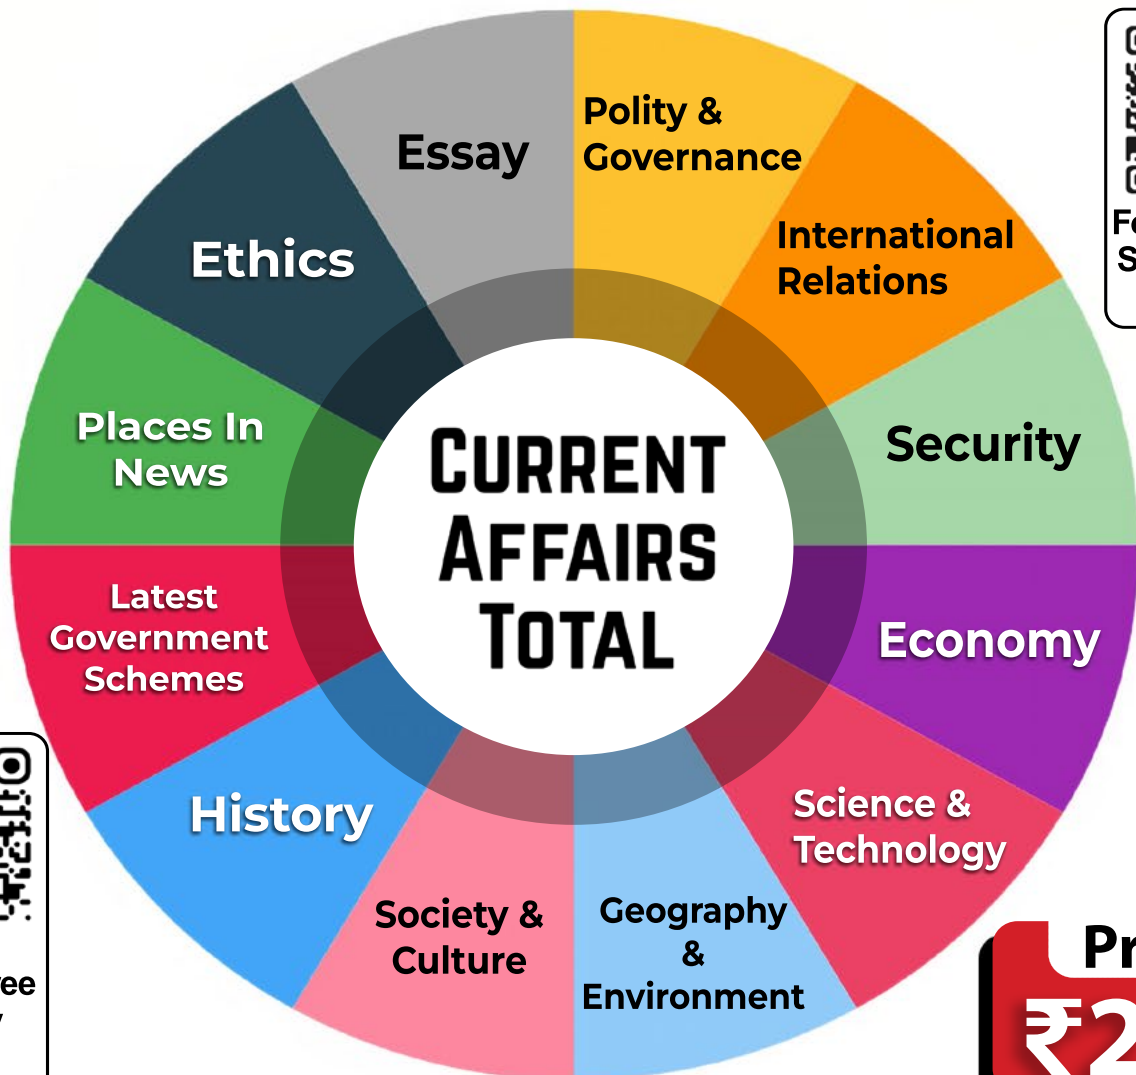 Essay
Polity &
Governance
International
Relations
Security
Economy
Science &
Technology
Geography
&
Environment
Society &
Culture
History
Latest
Government
Schemes
Places In
News
Ethics
CURRENT
AFFAIRS
TOTAL
₹2